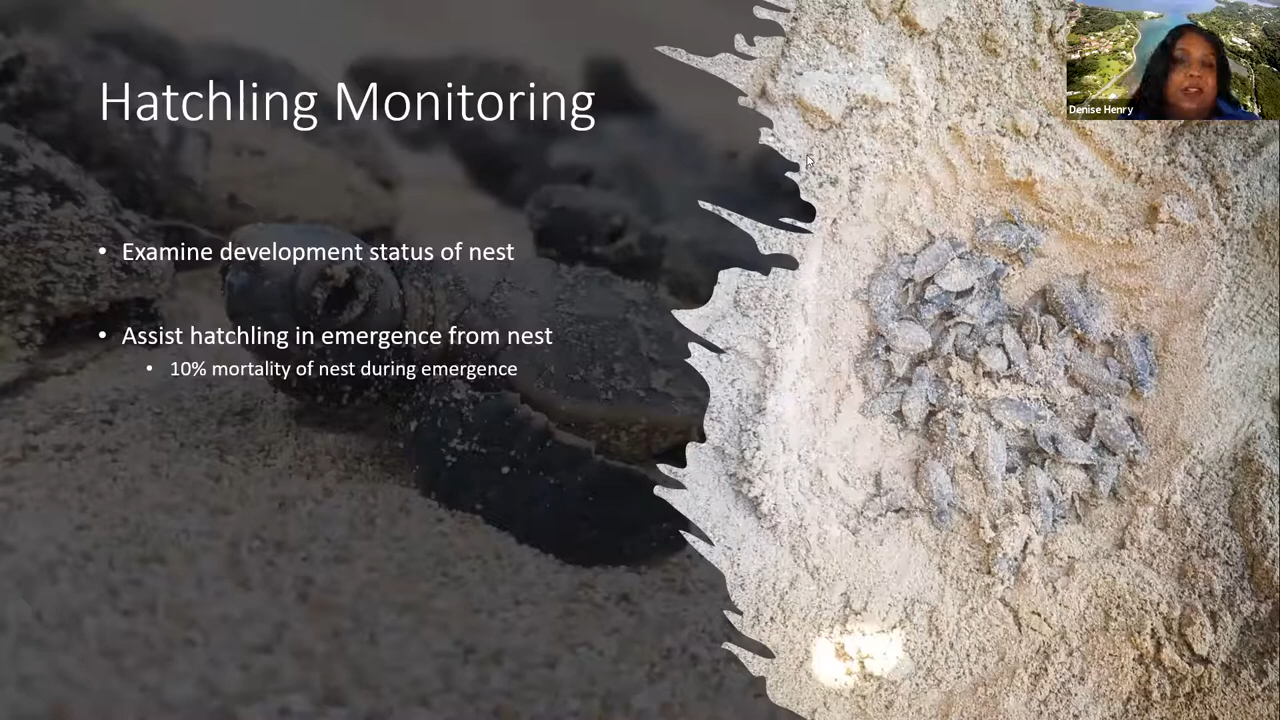 Hatchling Monitoring
Denise Henry
• Examine development status of nest
• Assist hatchling in emergence from nest
• 10% mortality of nest during emergence